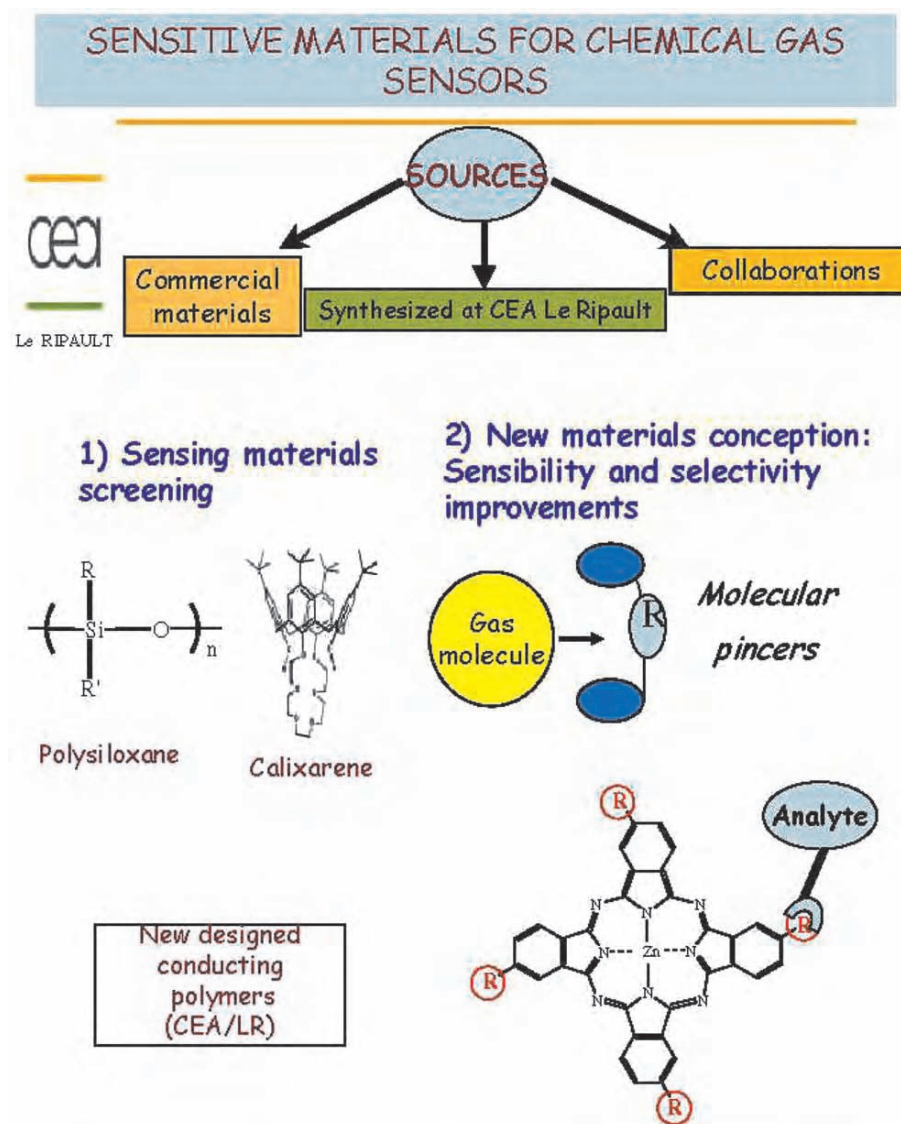 SENSITIVE MATERIALS FOR CHEMICAL GAS
SENSORS
SOURCES
cea
Le RIPAULT
Commercial
materials
Synthesized at CEA Le Ripault
Collaborations
1) Sensing materials
screening
R
Si
O
n
R'
Polysiloxane
Calixarene
2) New materials conception:
Sensibility and selectivity
improvements
Gas
molecule
R
Molecular
pincers
New designed
conducting
polymers
(CEA/LR)
R
Analyte
N
N
N
R
N
Zn
N
R
N
N
N
R